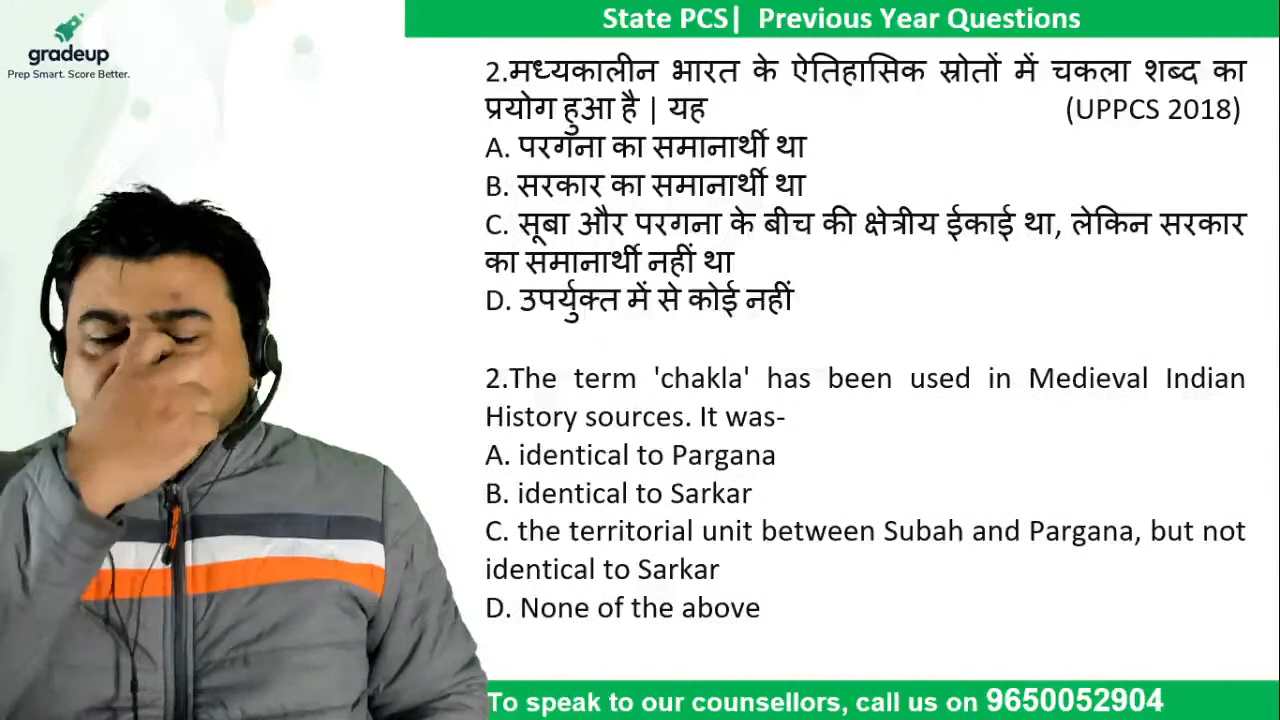 gradeup
Prep Smart. Score Better.
State PCS| Previous Year Questions
2.मध्यकालीन भारत के ऐतिहासिक स्रोतों में चकला शब्द का
प्रयोग हुआ है | यह (UPPCS 2018)
A. परगना का समानार्थी था
B. सरकार का समानार्थी था
C. सूबा और परगना के बीच की क्षेत्रीय ईकाई था, लेकिन सरकार
का समानार्थी नहीं था
D. उपर्युक्त में से कोई नहीं
2.The term 'chakla' has been used in Medieval Indian
History sources. It was-
A. identical to Pargana
B. identical to Sarkar
C. the territorial unit between Subah and Pargana, but not
identical to Sarkar
D. None of the above
To speak to our counsellors, call us on 9650052904